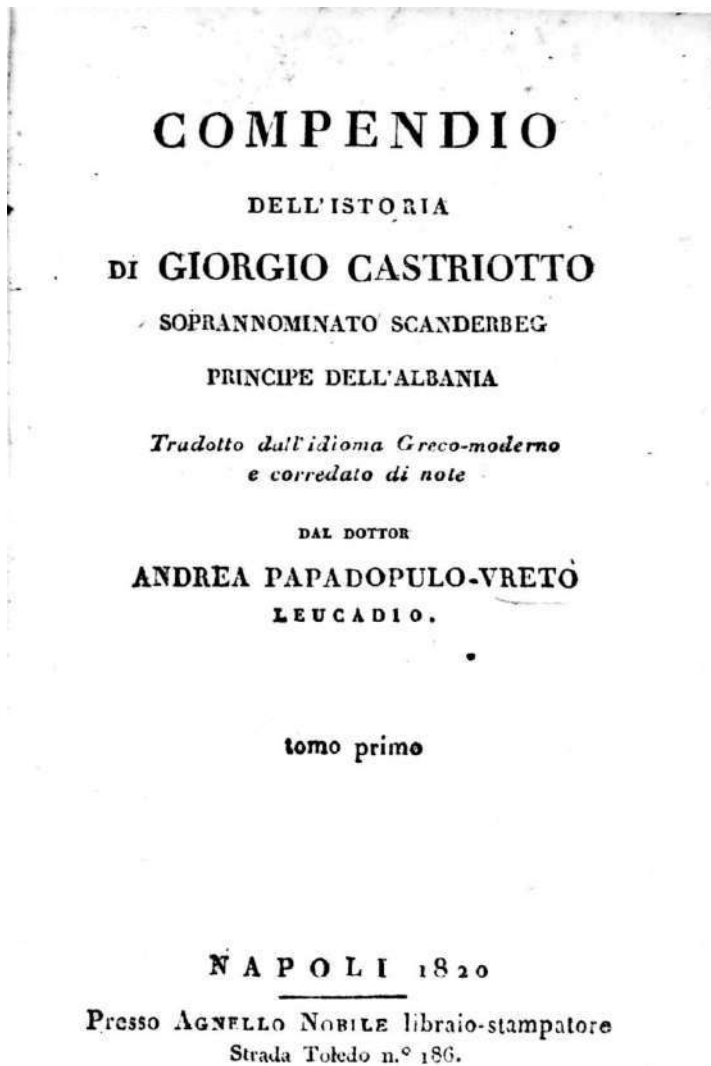 COMPENDIO
DELL'ISTORIA
DI GIORGIO CASTRIOTTO
SOPRANNOMINATO SCANDERBEG
PRINCIPE DELL'ALBANIA
Tradotto dall'idioma Greco-moderno
e corredato di note
DAL DOTTOR
ANDREA PAPADOPULO-VRETÒ
LEUCADIO.
tomo primo
NAPOLI 1820
Presso AGNELLO NOBILE libraio-stampatore
Strada Toledo n.º 186.